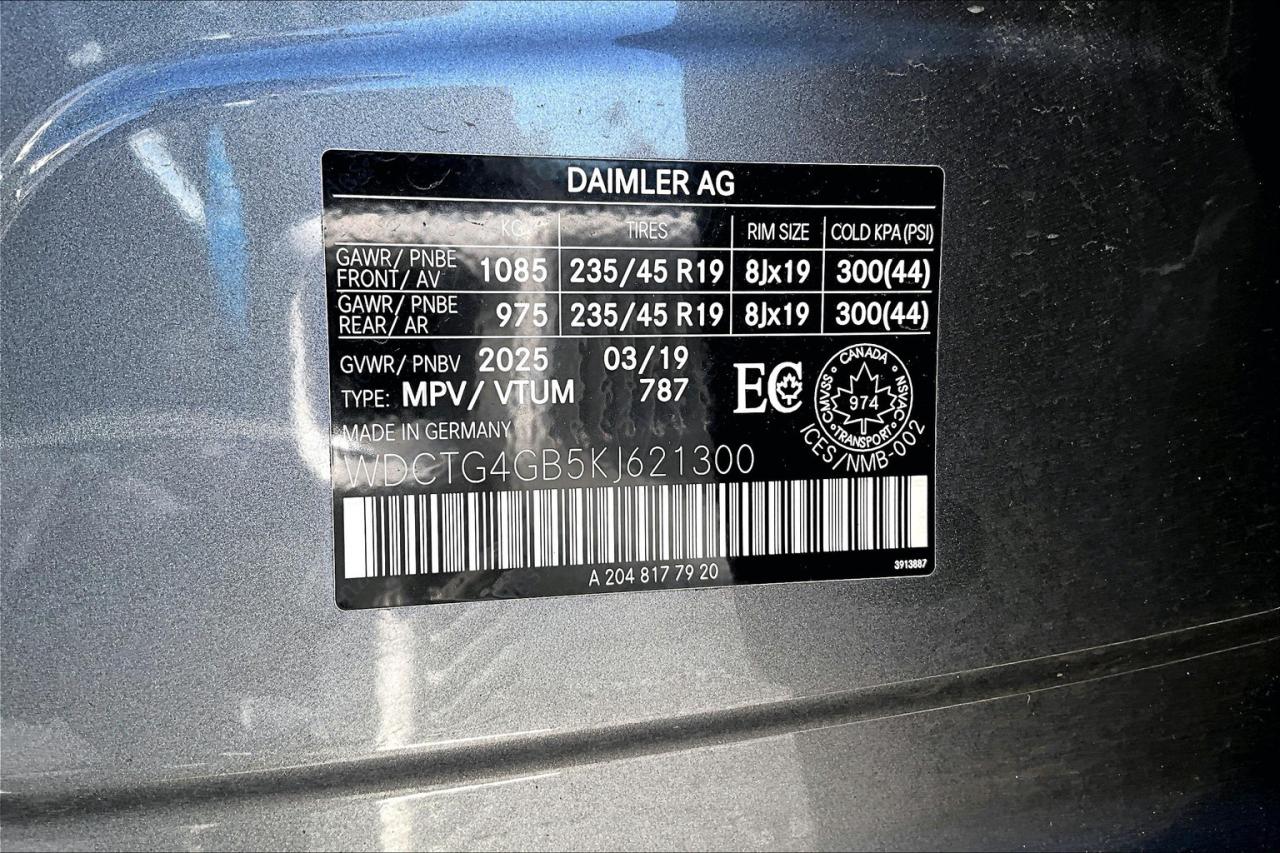 DAIMLER AG
KG TIRES RIM SIZE COLD KPA (PSI)
GAWR/ PNBE FRONT/ AV 1085 235/45 R19 8Jx19 300(44)
GAWR/ PNBE REAR/ AR 975 235/45 R19 8Jx19 300(44)
GVWR/ PNBV 2025 03/19
TYPE: MPV/ VTUM 787
MADE IN GERMANY
WDCTG4GB5KJ621300
EC
CANADA
CMVSS NSVAC
974
TRANSPORT
ICES/NMB-002
A 204 817 79 20
3913887